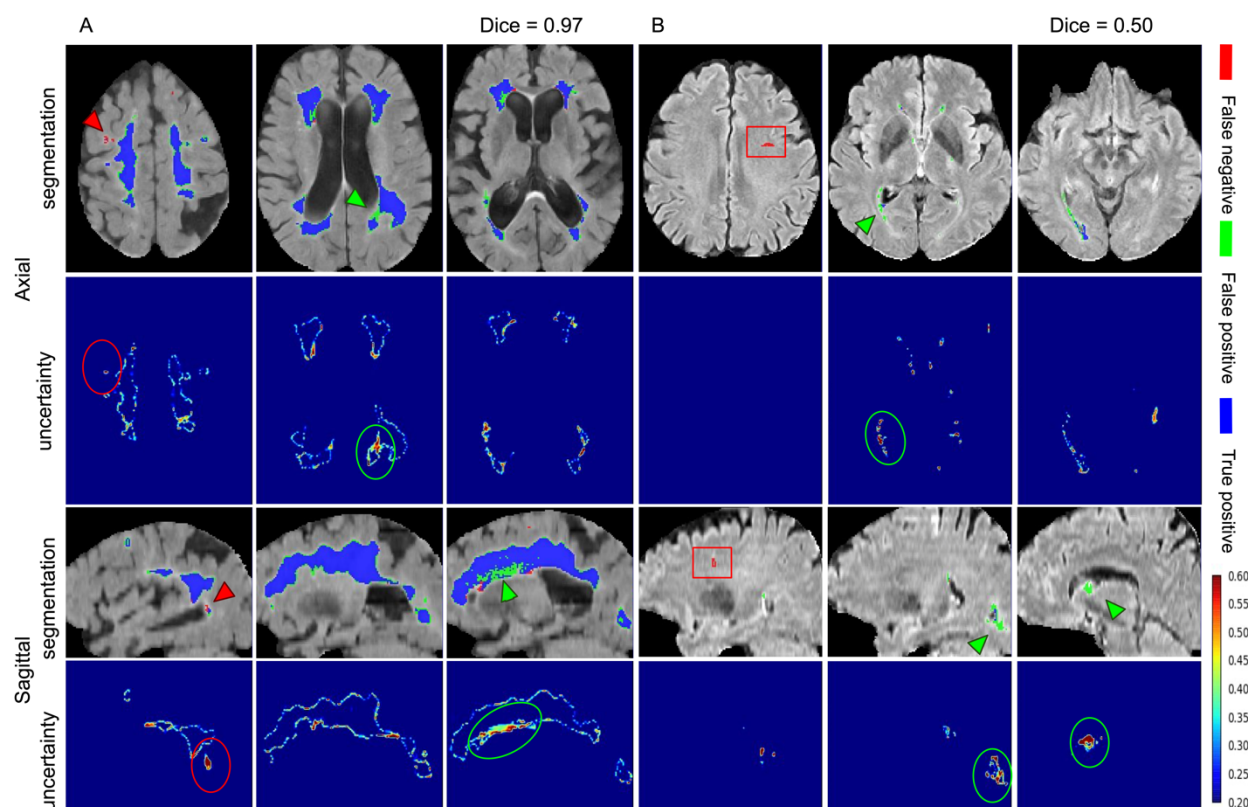 A
Dice = 0.97
B
Dice = 0.50
Axial
segmentation
uncertainty
Sagittal
segmentation
uncertainty
False negative
False positive
True positive
0.60
0.55
0.50
0.45
0.40
0.35
0.30
0.25
0.20